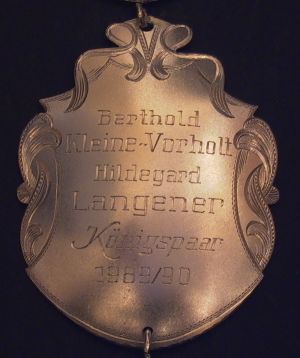 Berthold
Kleine-Vorholt
Hildegard
Langener
Königspaar
1989/90